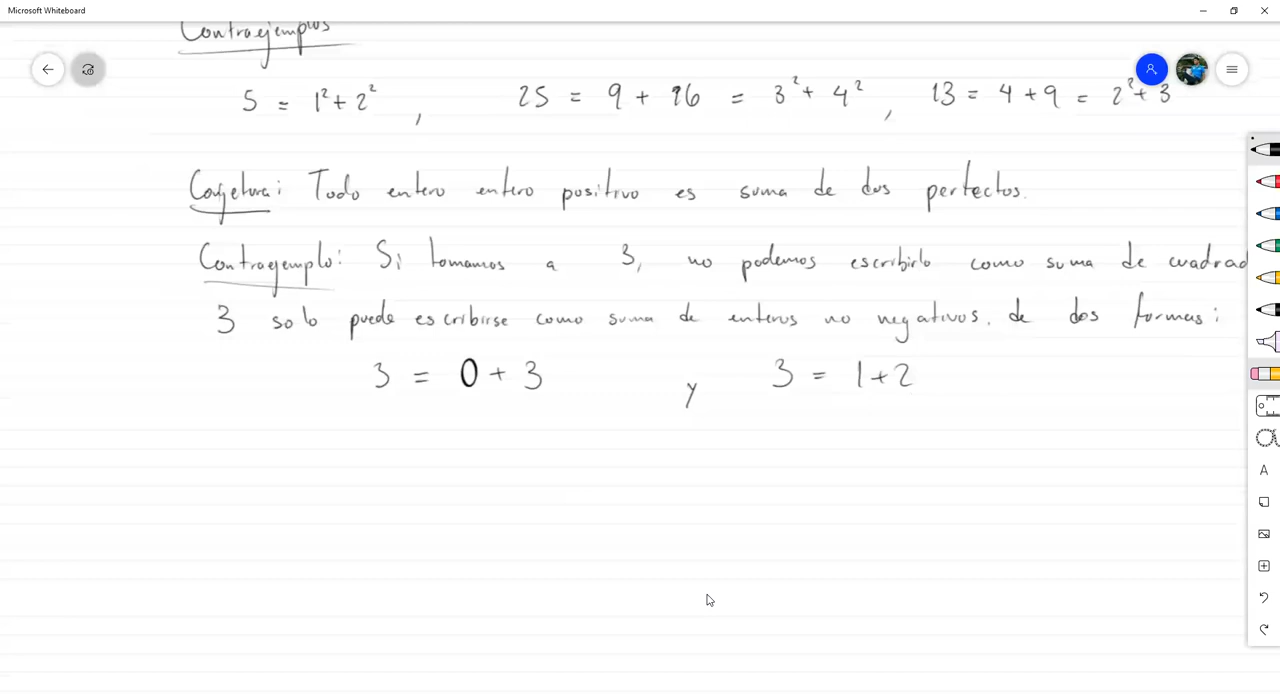 Microsoft Whiteboard
Contraejemplos
5 = 1² + 2² , 25 = 9 + 16 = 3² + 4² , 13 = 4 + 9 = 2² + 3
Conjetura: Todo entero entero positivo es suma de dos perfectos.
Contraejemplo: Si tomamos a 3, no podemos escribirlo como suma de cuadrad
3 solo puede escribirse como suma de enteros no negativos, de dos formas:
3 = 0 + 3 y 3 = 1 + 2
A